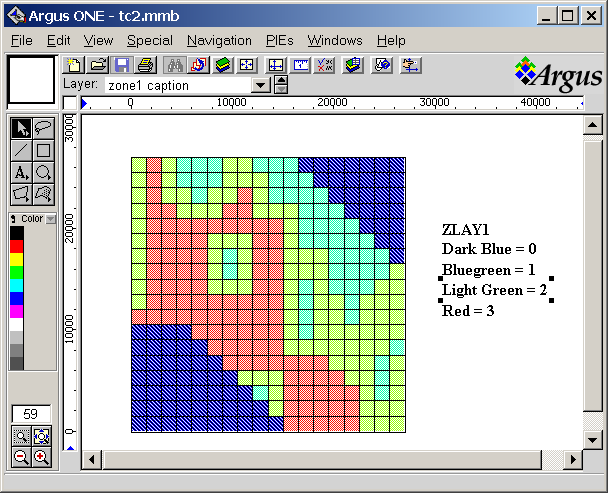 Argus ONE - tc2.mmb
File Edit View Special Navigation PIEs Windows Help
Layer: zone1 caption
Argus
0 10000 20000 30000 40000
30000
20000
10000
0
A
Color
ZLAY1
Dark Blue = 0
Bluegreen = 1
Light Green = 2
Red = 3
59